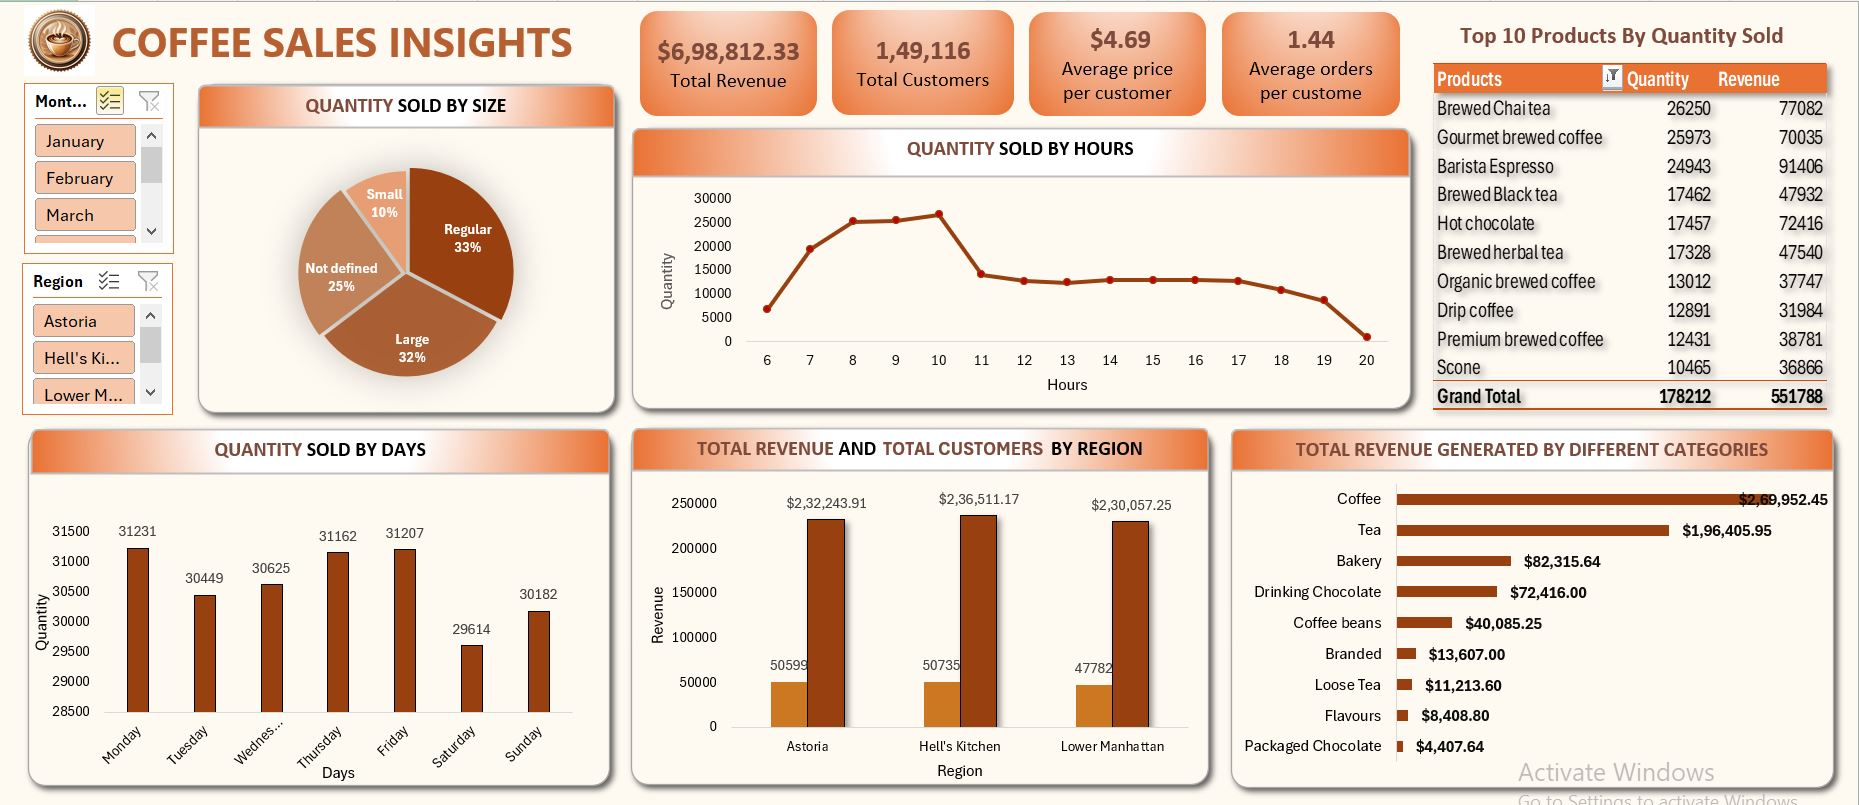 COFFEE SALES INSIGHTS
$6,98,812.33
Total Revenue
1,49,116
Total Customers
$4.69
Average price
per customer
1.44
Average orders
per custome
Top 10 Products By Quantity Sold
Products Quantity Revenue
Brewed Chai tea 26250 77082
Gourmet brewed coffee 25973 70035
Barista Espresso 24943 91406
Brewed Black tea 17462 47932
Hot chocolate 17457 72416
Brewed herbal tea 17328 47540
Organic brewed coffee 13012 37747
Drip coffee 12891 31984
Premium brewed coffee 12431 38781
Scone 10465 36866
Grand Total 178212 551788
Mont...
January
February
March
Region
Astoria
Hell's Ki...
Lower M...
QUANTITY SOLD BY SIZE
Small
10%
Regular
33%
Not defined
25%
Large
32%
QUANTITY SOLD BY HOURS
Quantity
30000
25000
20000
15000
10000
5000
0
6 7 8 9 10 11 12 13 14 15 16 17 18 19 20
Hours
QUANTITY SOLD BY DAYS
Quantity
31500
31000
30500
30000
29500
29000
28500
31231
30449
30625
31162
31207
29614
30182
Monday Tuesday Wednes... Thursday Friday Saturday Sunday
Days
TOTAL REVENUE AND TOTAL CUSTOMERS BY REGION
Revenue
250000
200000
150000
100000
50000
0
$2,32,243.91
$2,36,511.17
$2,30,057.25
50599
50735
47782
Astoria Hell's Kitchen Lower Manhattan
Region
TOTAL REVENUE GENERATED BY DIFFERENT CATEGORIES
Coffee $2,69,952.45
Tea $1,96,405.95
Bakery $82,315.64
Drinking Chocolate $72,416.00
Coffee beans $40,085.25
Branded $13,607.00
Loose Tea $11,213.60
Flavours $8,408.80
Packaged Chocolate $4,407.64
Activate Windows
Go to Settings to activate Windows.